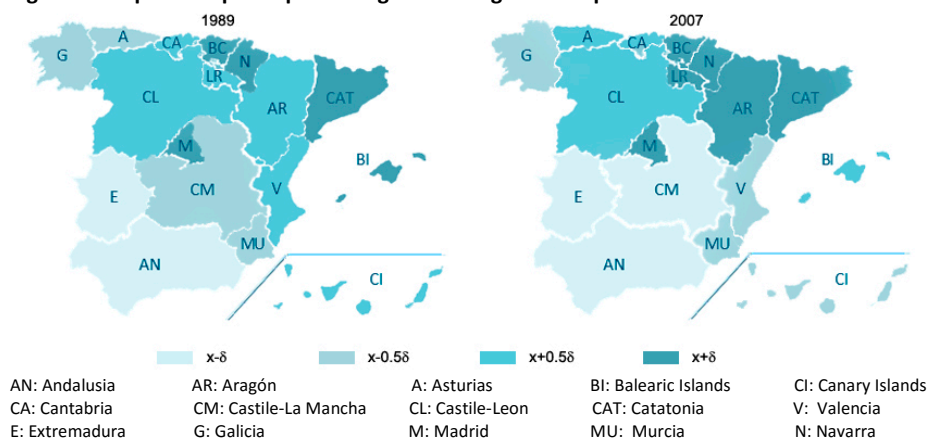 1989
2007
G A CA BC N LR CL AR CAT M BI E CM V MU AN CI
G A CA BC N LR CL AR CAT M BI E CM V MU AN CI
x-δ x-0.5δ x+0.5δ x+δ
AN: Andalusia AR: Aragón A: Asturias BI: Balearic Islands CI: Canary Islands
CA: Cantabria CM: Castile-La Mancha CL: Castile-Leon CAT: Catatonia V: Valencia
E: Extremadura G: Galicia M: Madrid MU: Murcia N: Navarra